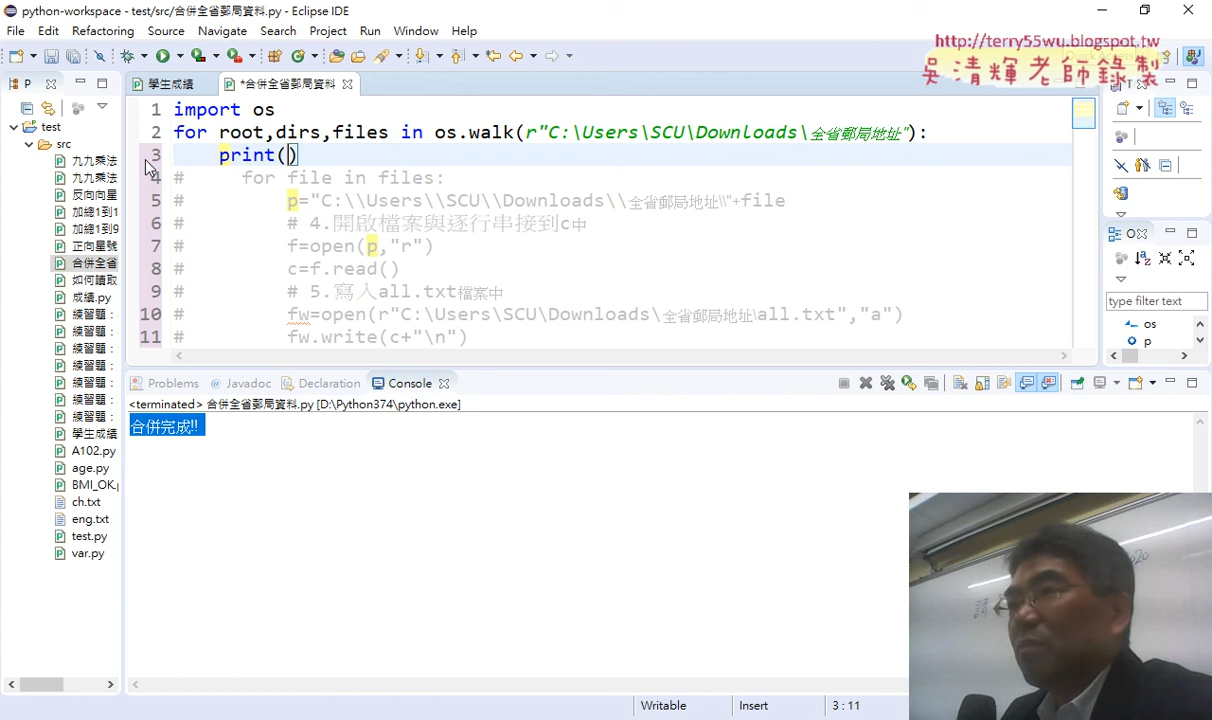 python-workspace - test/src/合併全省郵局資料.py - Eclipse IDE
File Edit Refactoring Source Navigate Search Project Run Window Help
http://terry55wu.blogspot.tw
吳清輝老師錄製
P
學生成績
*合併全省郵局資料
test
src
九九乘法
九九乘法
反向向星
加總1到1
加總1到9
正向星號
合併全省
如何讀取
成績.py
練習題：
練習題：
練習題：
練習題：
練習題：
練習題：
練習題：
學生成績
A102.py
age.py
BMI_OK.p
ch.txt
eng.txt
test.py
var.py
1 import os
2 for root,dirs,files in os.walk(r"C:\Users\SCU\Downloads\全省郵局地址"):
3 print()
4 # for file in files:
5 # p="C:\\Users\\SCU\\Downloads\\全省郵局地址\\"+file
6 # # 4.開啟檔案與逐行串接到c中
7 # f=open(p,"r")
8 # c=f.read()
9 # # 5.寫入all.txt檔案中
10 # fw=open(r"C:\Users\SCU\Downloads\全省郵局地址\all.txt","a")
11 # fw.write(c+"\n")
type filter text
os
p
Problems Javadoc Declaration Console
<terminated> 合併全省郵局資料.py [D:\Python374\python.exe]
合併完成!!
2020
請
Writable Insert 3 : 11